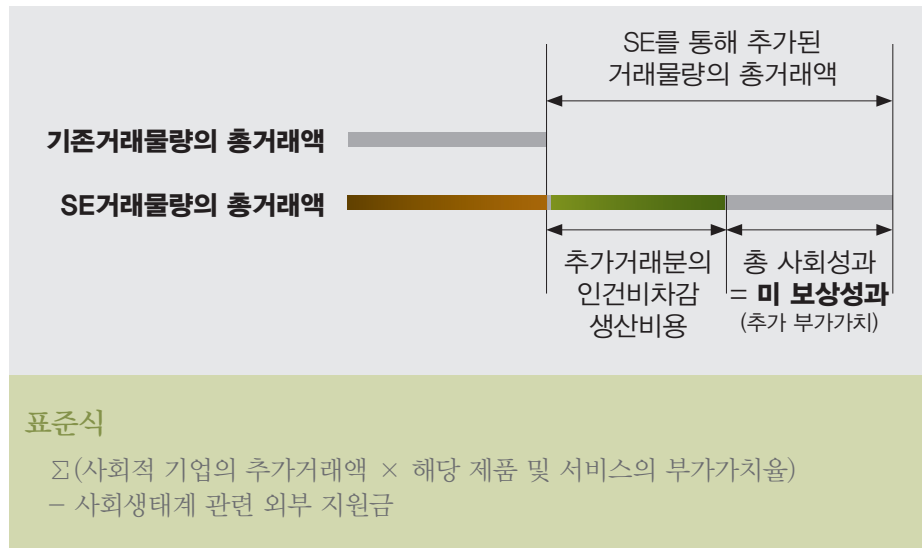 SE를 통해 추가된
거래물량의 총거래액
기존거래물량의 총거래액
SE거래물량의 총거래액
추가거래분의
인건비차감
생산비용
총 사회성과
= 미 보상성과
(추가 부가가치)
표준식
Σ(사회적 기업의 추가거래액 × 해당 제품 및 서비스의 부가가치율)
− 사회생태계 관련 외부 지원금